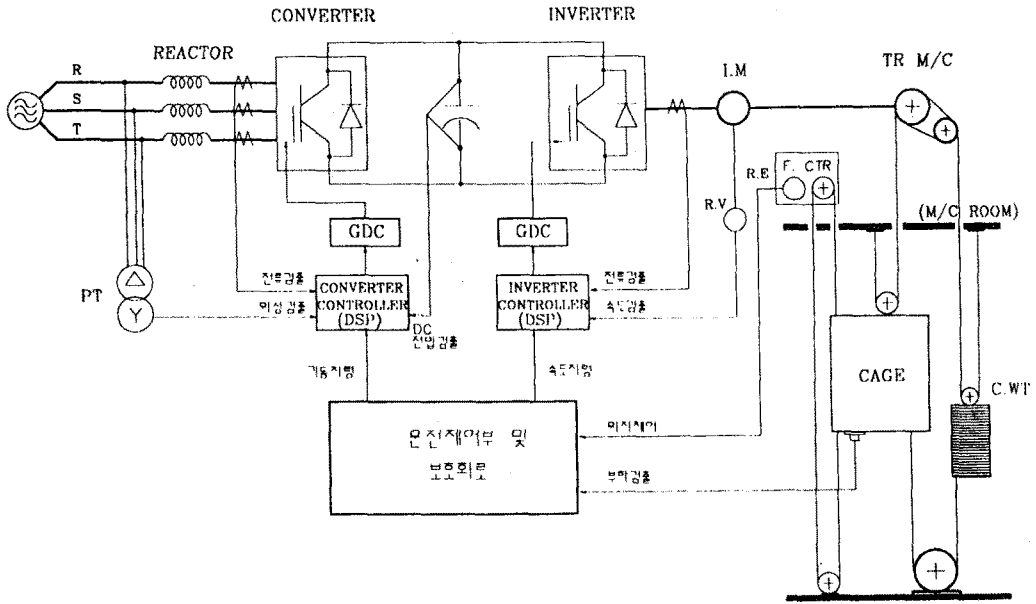 CONVERTER
INVERTER
REACTOR
I.M
TR M/C
R
S
T
R.E
F.
CTR
R.V
(M/C ROOM)
GDC
GDC
PT
전류검출
위상검출
CONVERTER
CONTROLLER
(DSP)
DC
전압검출
INVERTER
CONTROLLER
(DSP)
전류검출
속도검출
CAGE
C.WT
기동지령
속도지령
운전제어부 및
보호회로
위치제어
부하검출